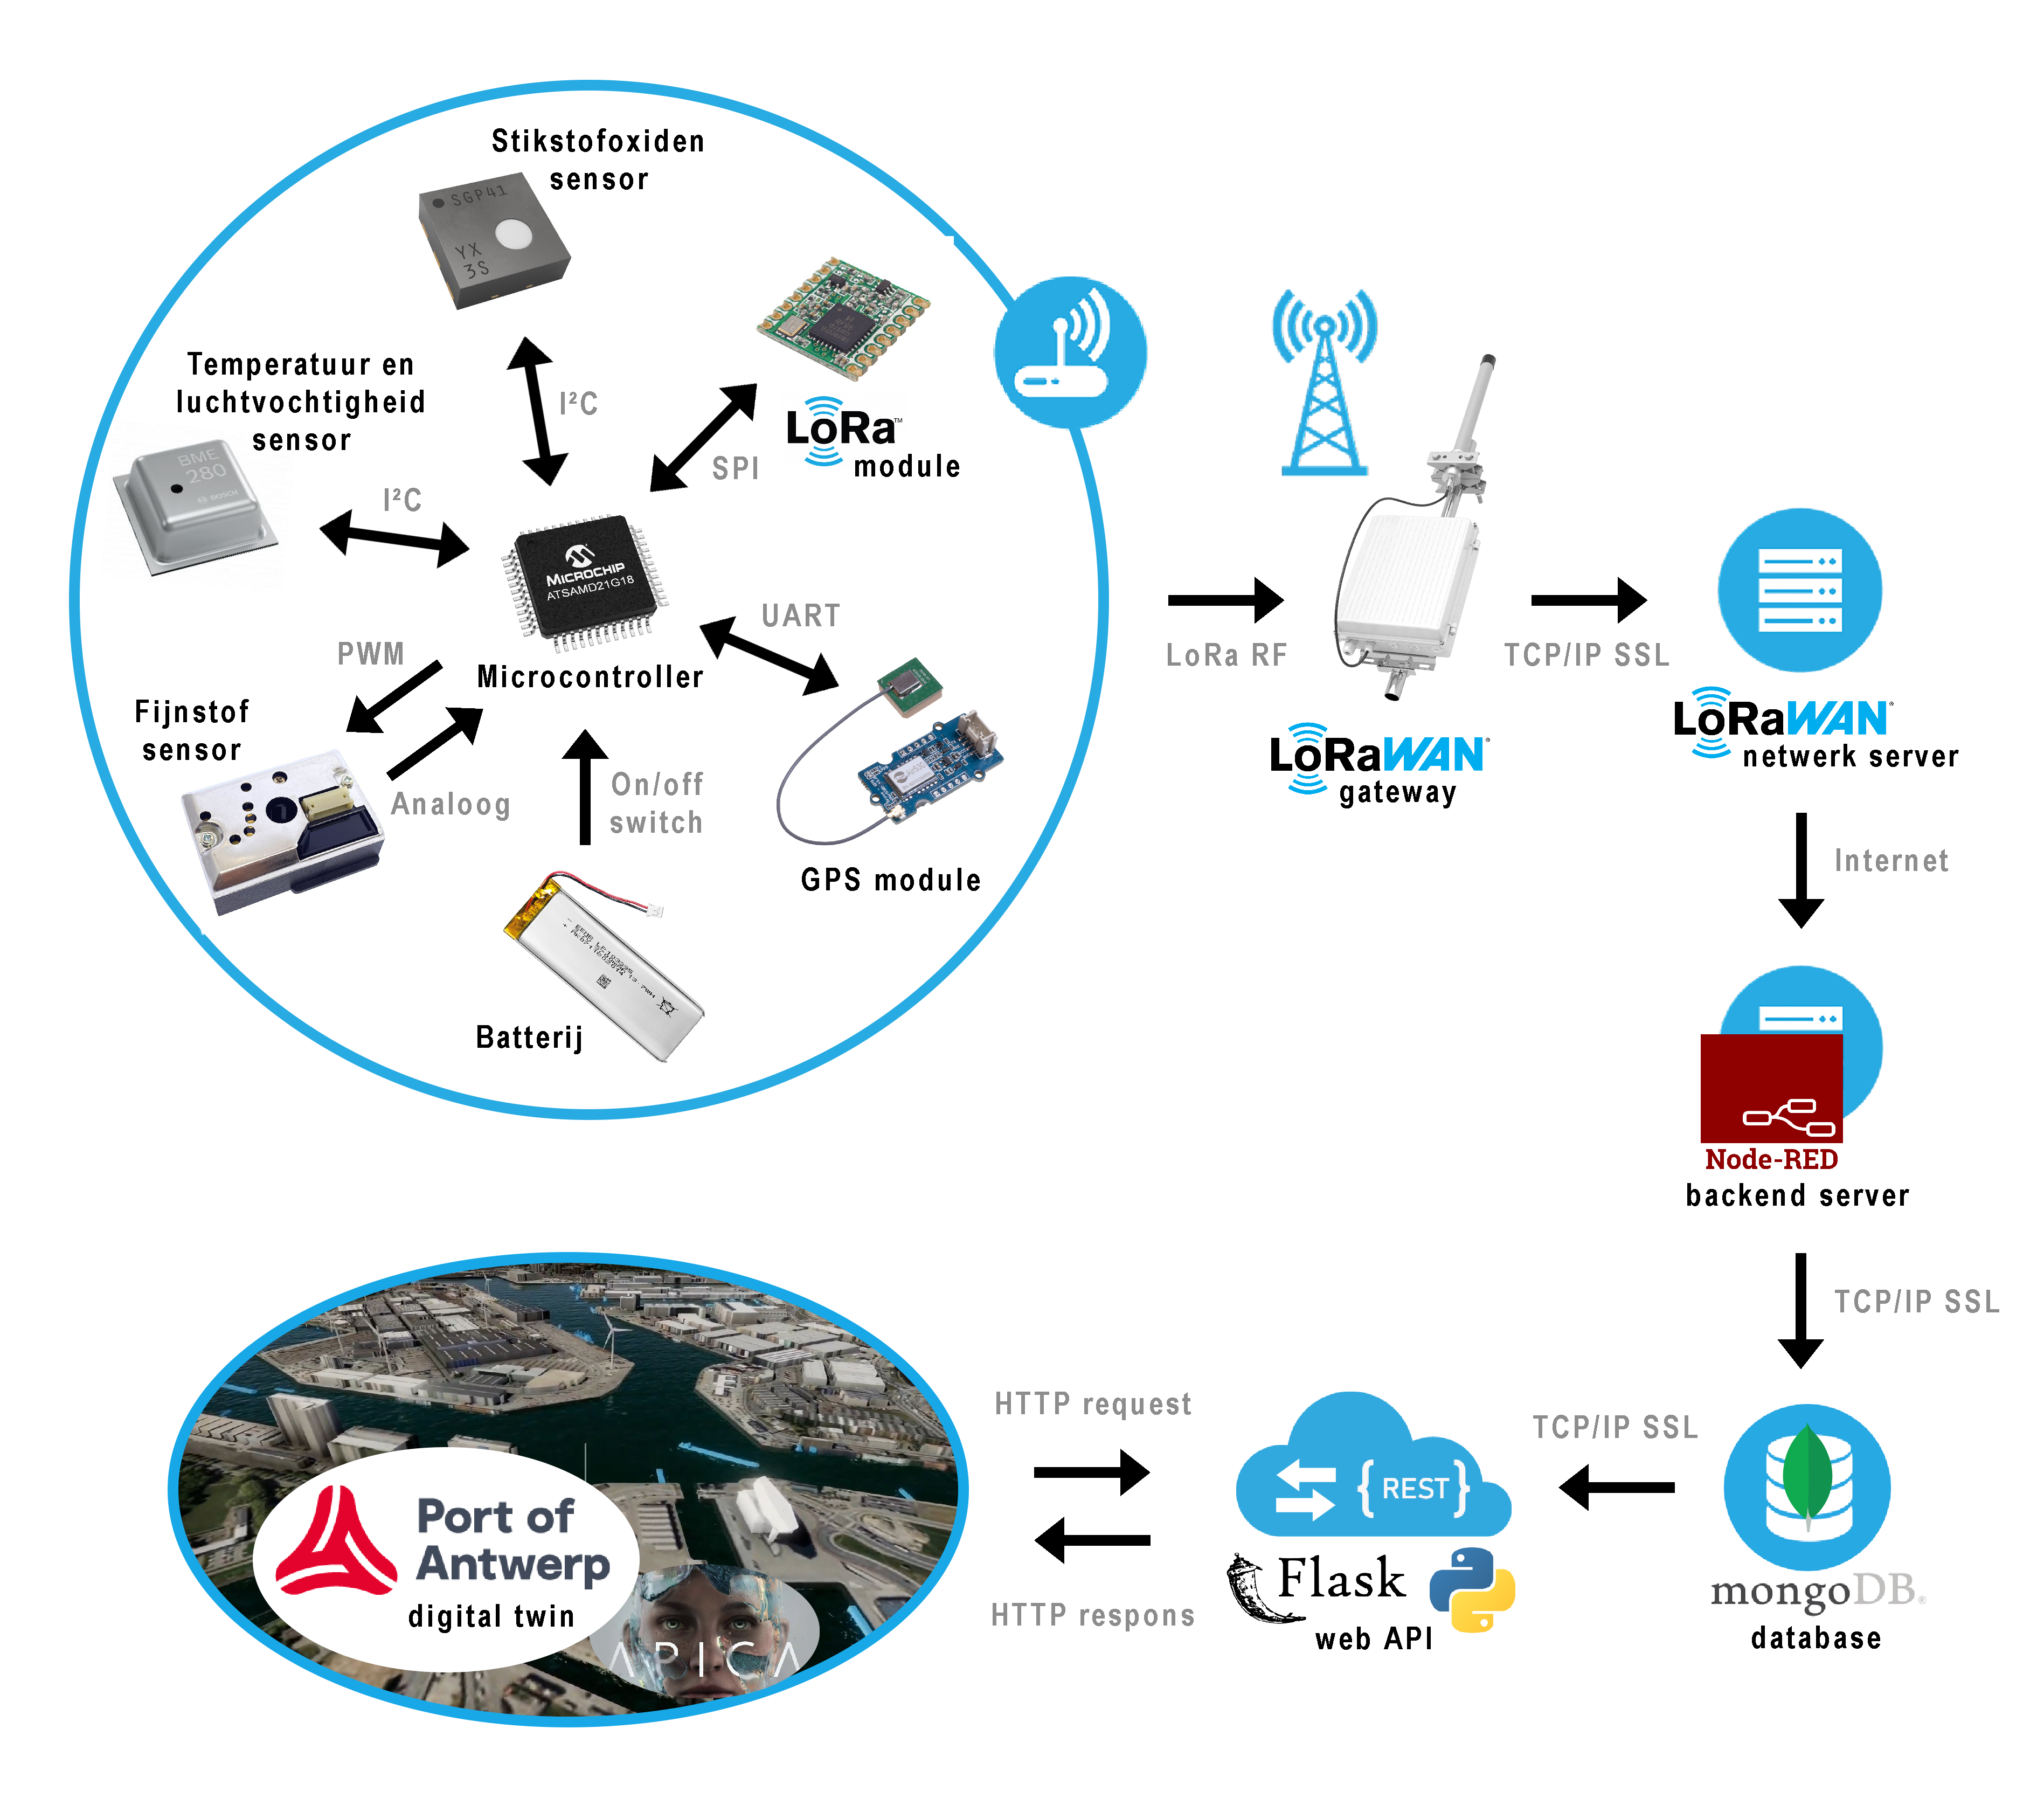 Stikstofoxiden
sensor
SGP41
YX
3S
Temperatuur en
luchtvochtigheid
sensor
BME
280
BOSCH
I²C
I²C
LoRa™
module
SPI
MICROCHIP
ATSAMD21G18
Microcontroller
UART
PWM
Fijnstof
sensor
Analoog
On/off
switch
GPS module
Batterij
LoRa RF
LoRaWAN®
gateway
TCP/IP SSL
LoRaWAN®
netwerk server
Internet
Node-RED
backend server
TCP/IP SSL
mongoDB®
database
TCP/IP SSL
{REST}
Flask
web API
HTTP request
HTTP respons
Port of
Antwerp
digital twin
APICA